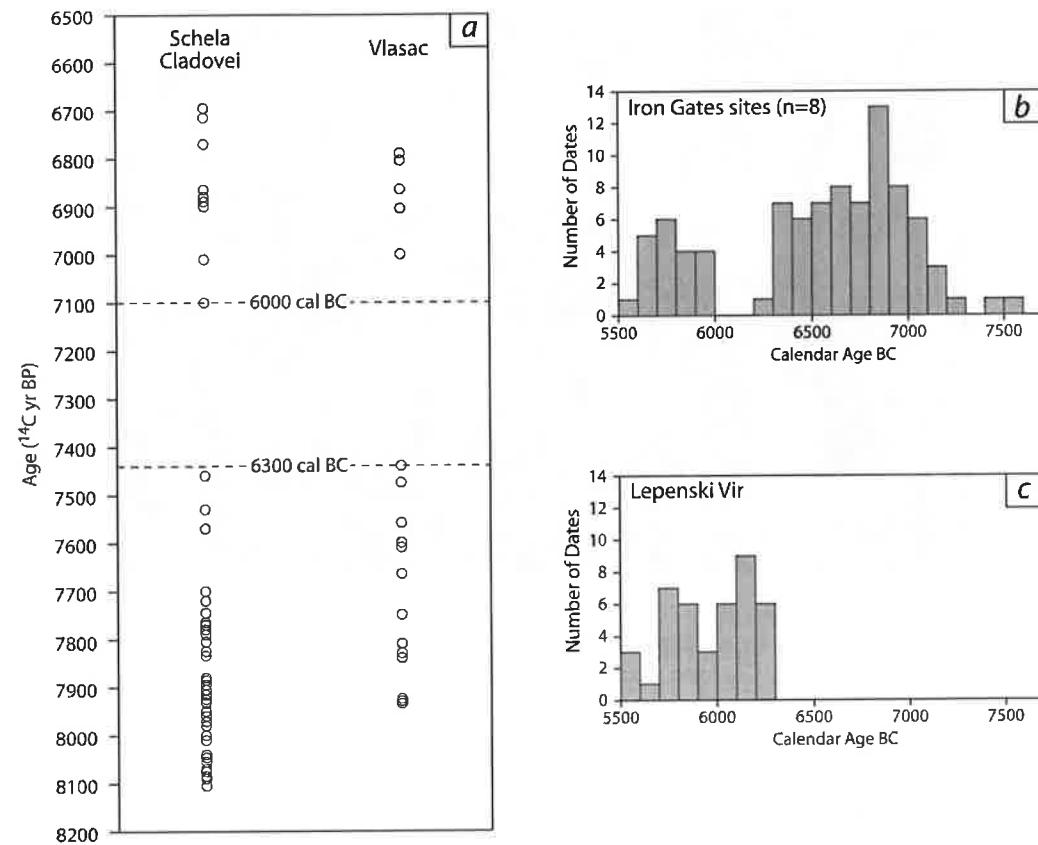 a
Schela
Cladovei
Vlasac
6500
6600
6700
6800
6900
7000
7100
7200
7300
7400
7500
7600
7700
7800
7900
8000
8100
8200
Age (¹⁴C yr BP)
6000 cal BC
6300 cal BC
b
Iron Gates sites (n=8)
Number of Dates
14
12
10
8
6
4
2
0
5500
6000
6500
7000
7500
Calendar Age BC
c
Lepenski Vir
Number of Dates
14
12
10
8
6
4
2
0
5500
6000
6500
7000
7500
Calendar Age BC